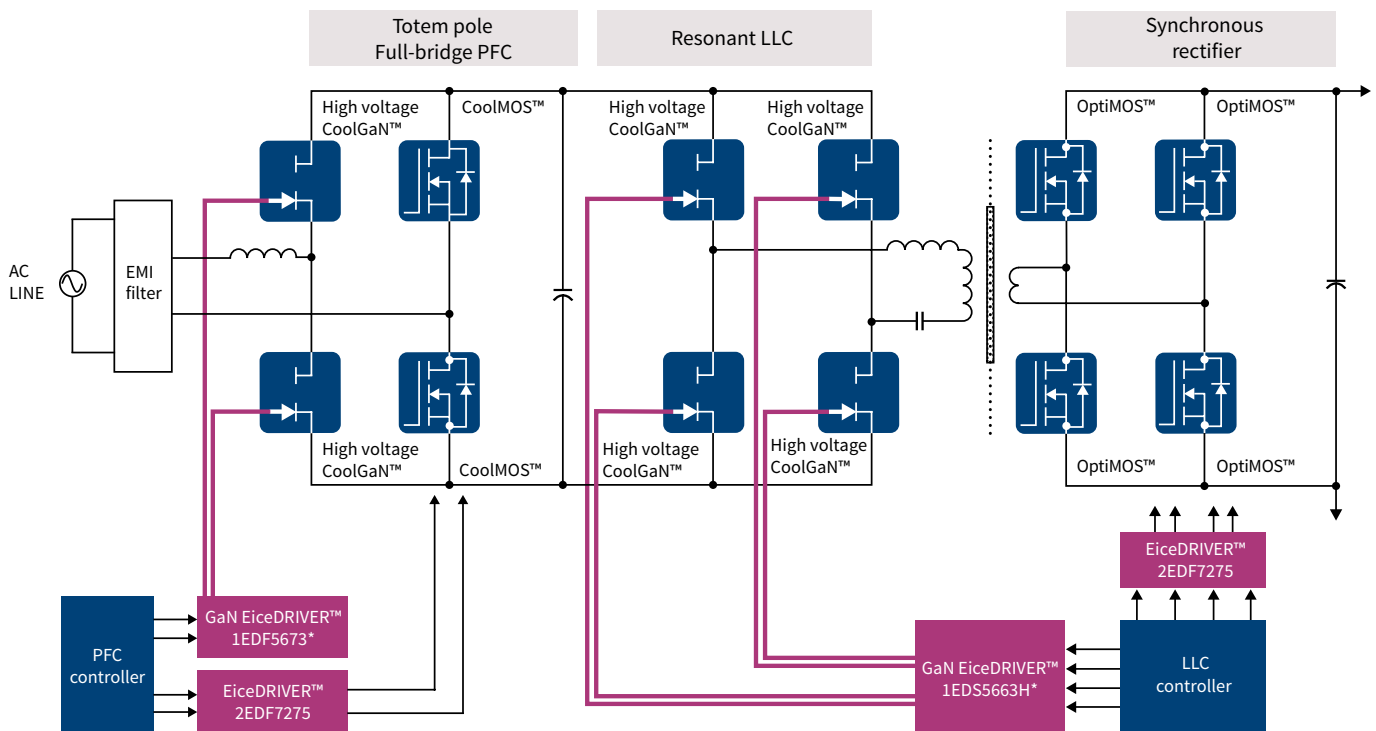 Totem pole
Full-bridge PFC
Resonant LLC
Synchronous
rectifier
High voltage
CoolGaN™
CoolMOS™
High voltage
CoolGaN™
High voltage
CoolGaN™
OptiMOS™
OptiMOS™
AC
LINE
EMI
filter
High voltage
CoolGaN™
CoolMOS™
High voltage
CoolGaN™
High voltage
CoolGaN™
OptiMOS™
OptiMOS™
EiceDRIVER™
2EDF7275
PFC
controller
GaN EiceDRIVER™
1EDF5673*
EiceDRIVER™
2EDF7275
GaN EiceDRIVER™
1EDS5663H*
LLC
controller